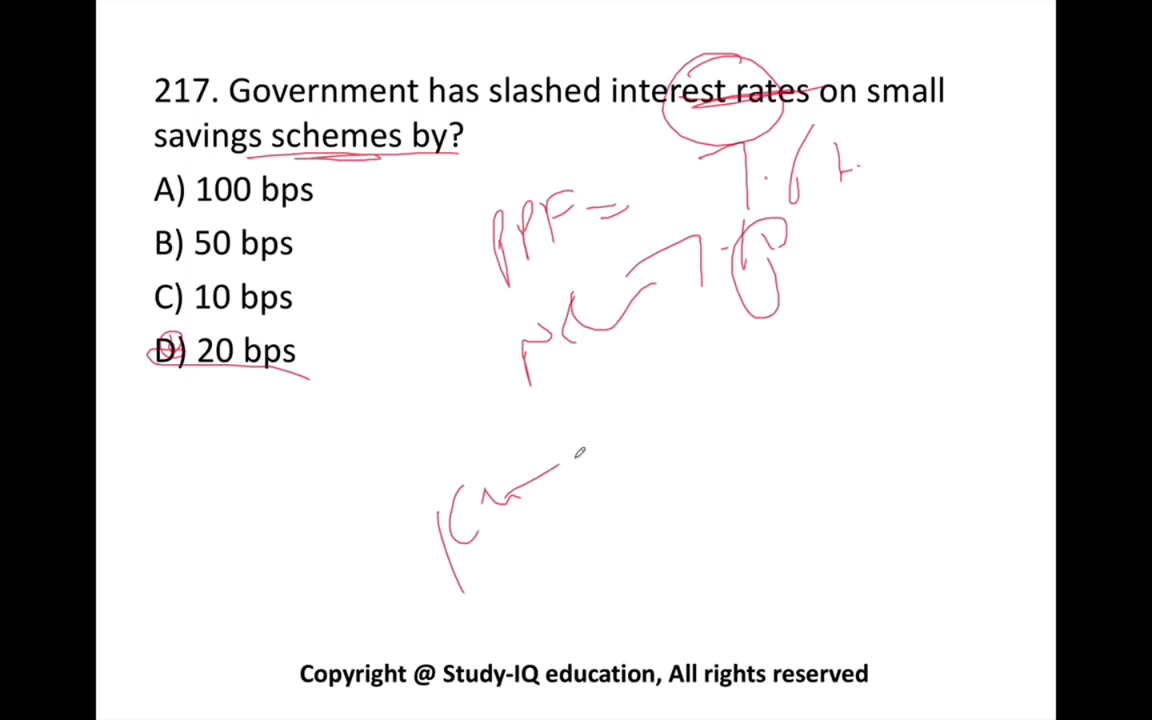 217. Government has slashed interest rates on small
savings schemes by?
A) 100 bps
B) 50 bps
C) 10 bps
D) 20 bps
PPF = 7.6 %
Copyright @ Study-IQ education, All rights reserved